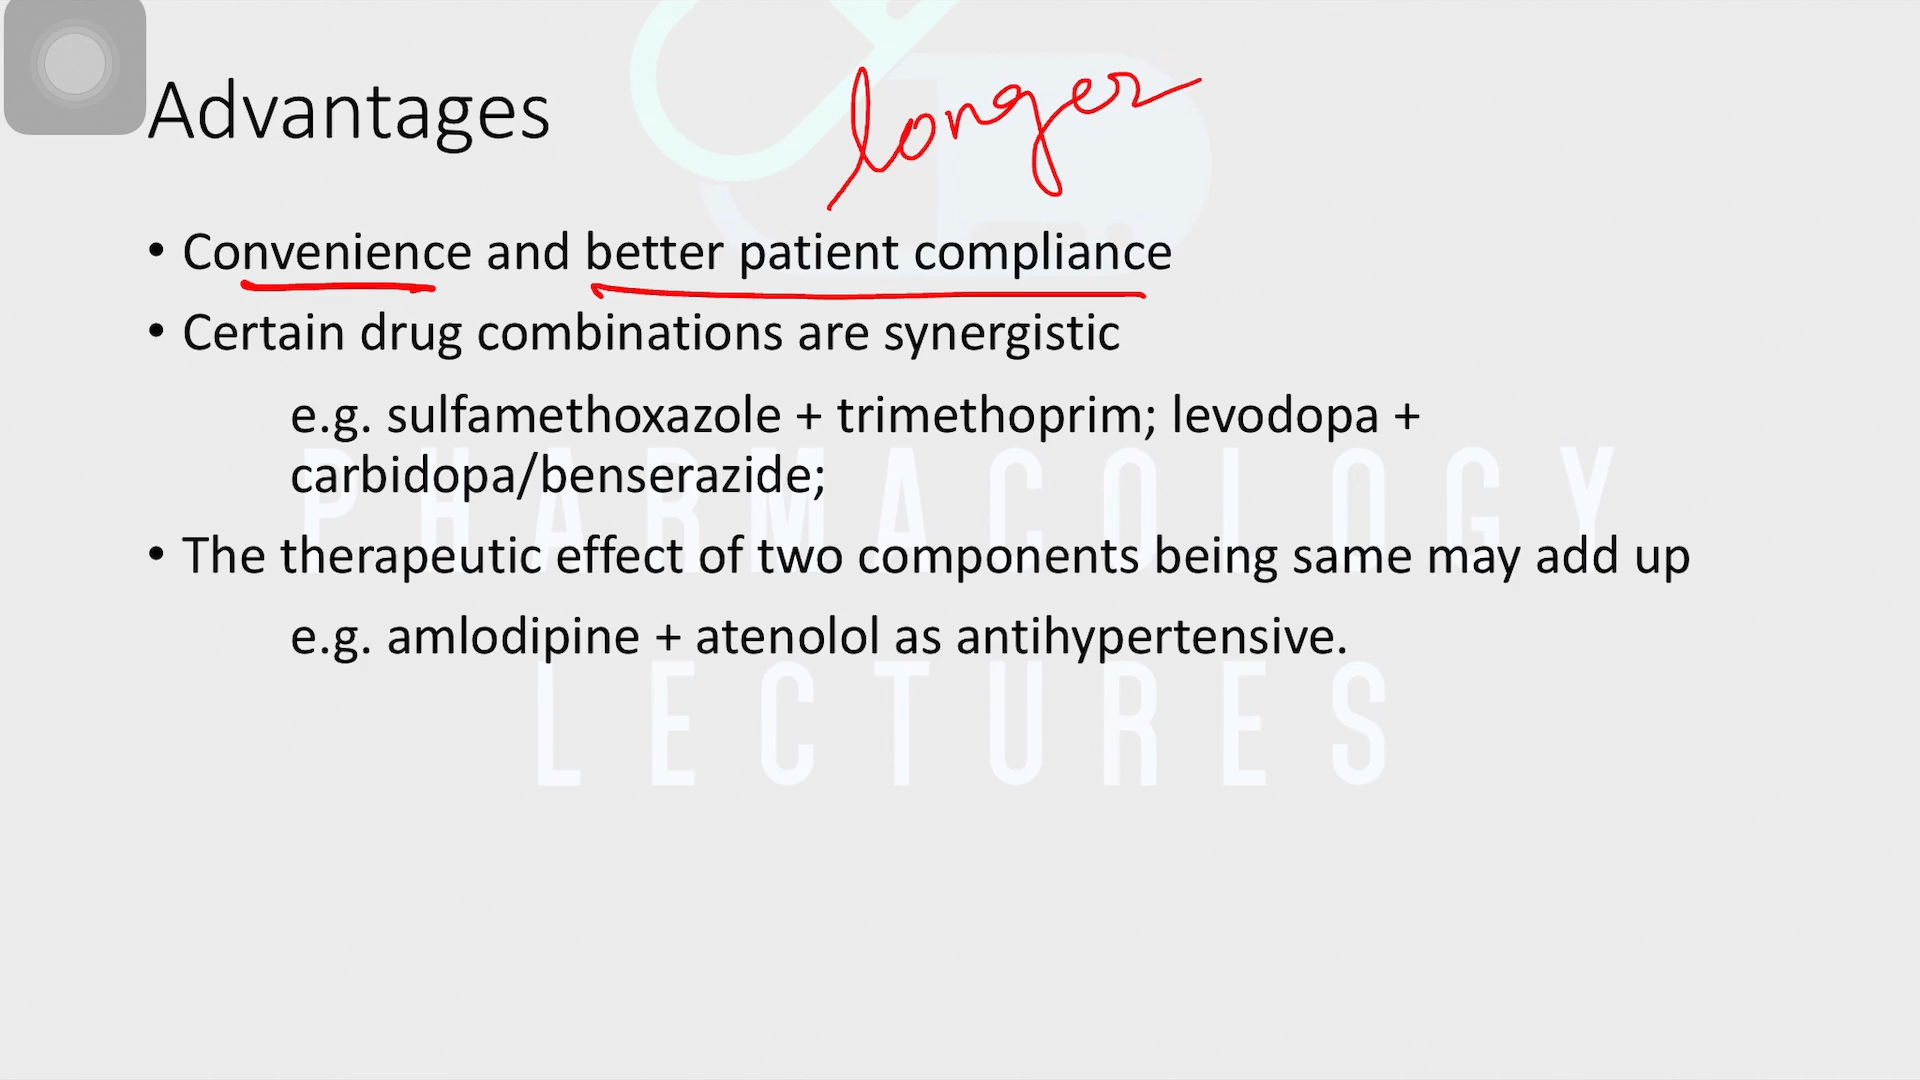 Advantages
longer
• Convenience and better patient compliance
• Certain drug combinations are synergistic
e.g. sulfamethoxazole + trimethoprim; levodopa +
carbidopa/benserazide;
• The therapeutic effect of two components being same may add up
e.g. amlodipine + atenolol as antihypertensive.
PHARMACOLOGY
LECTURES